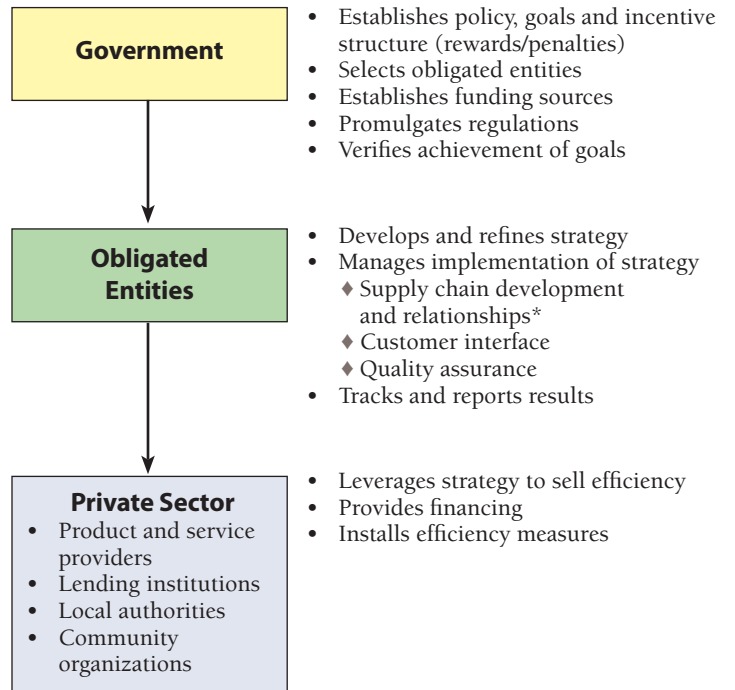 Government
• Establishes policy, goals and incentive
structure (rewards/penalties)
• Selects obligated entities
• Establishes funding sources
• Promulgates regulations
• Verifies achievement of goals
Obligated
Entities
• Develops and refines strategy
• Manages implementation of strategy
♦ Supply chain development
and relationships*
♦ Customer interface
♦ Quality assurance
• Tracks and reports results
Private Sector
• Product and service
providers
• Lending institutions
• Local authorities
• Community
organizations
• Leverages strategy to sell efficiency
• Provides financing
• Installs efficiency measures